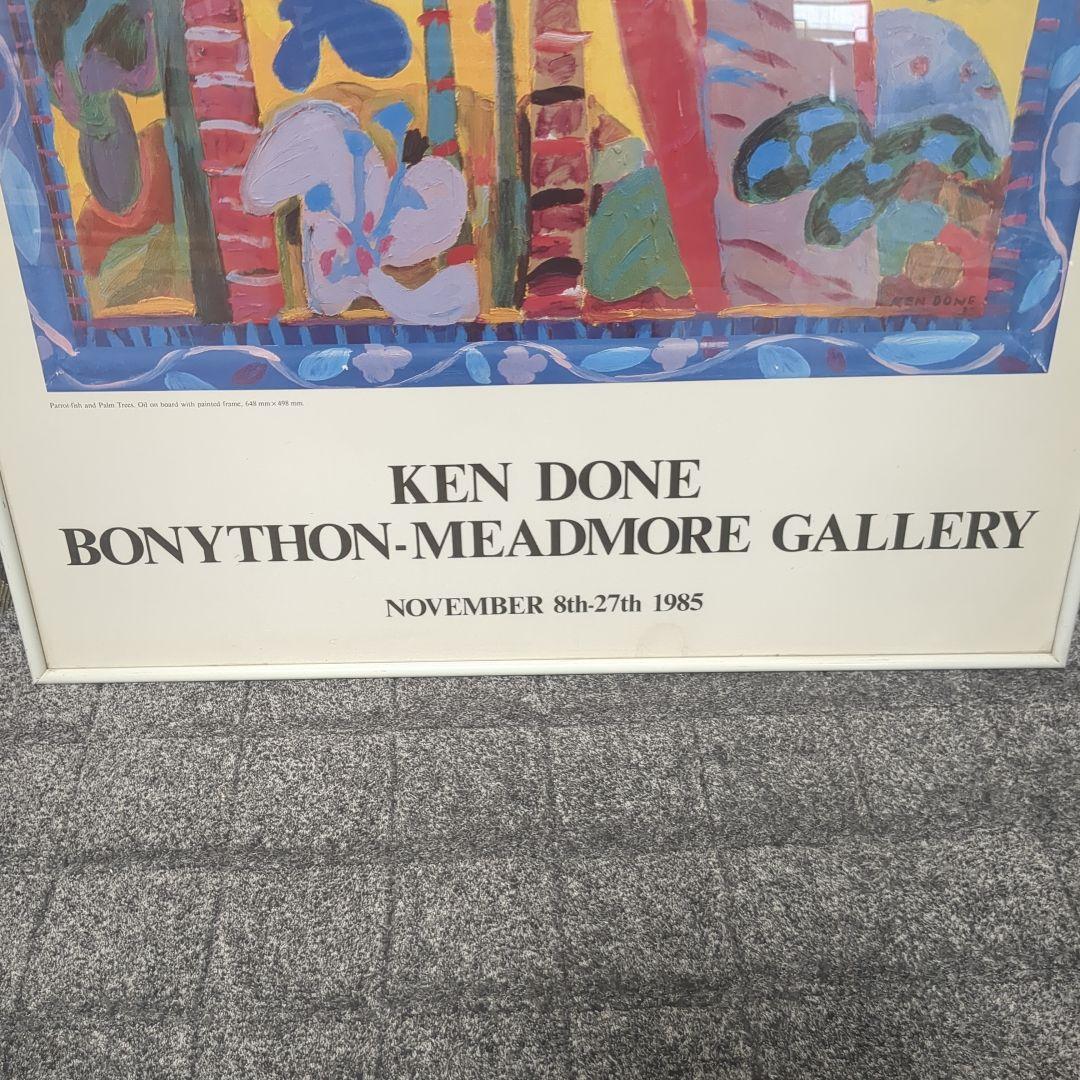 KEN DONE
Parrot-fish and Palm Trees. Oil on board with painted frame, 648 mm × 498 mm.
KEN DONE
BONYTHON-MEADMORE GALLERY
NOVEMBER 8th-27th 1985